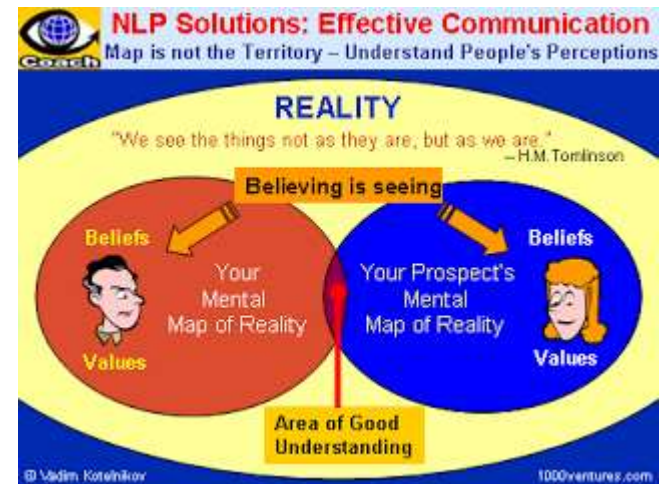 NLP Solutions: Effective Communication
Coach
Map is not the Territory – Understand People's Perceptions
REALITY
"We see the things not as they are, but as we are."
– H.M. Tomlinson
Believing is seeing
Beliefs
Your
Mental
Map of Reality
Values
Your Prospect's
Mental
Map of Reality
Beliefs
Values
Area of Good
Understanding
© Vadim Kotelnikov
1000ventures.com